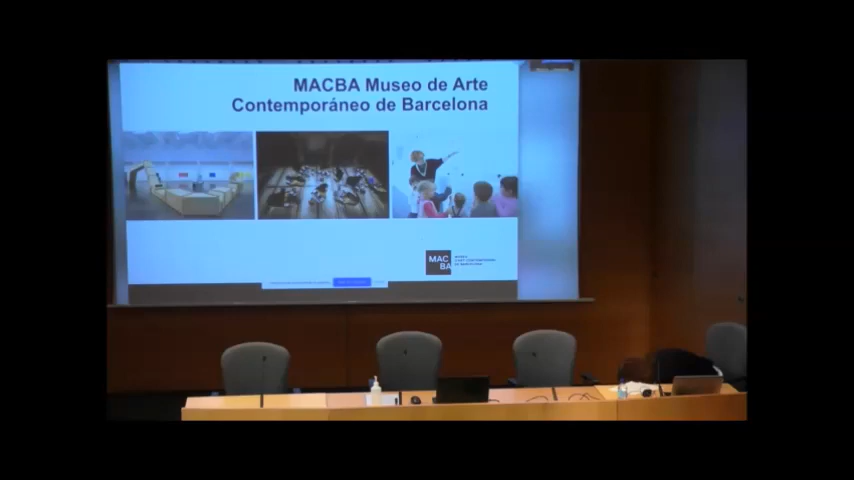 MACBA Museo de Arte
Contemporáneo de Barcelona
MAC
BA